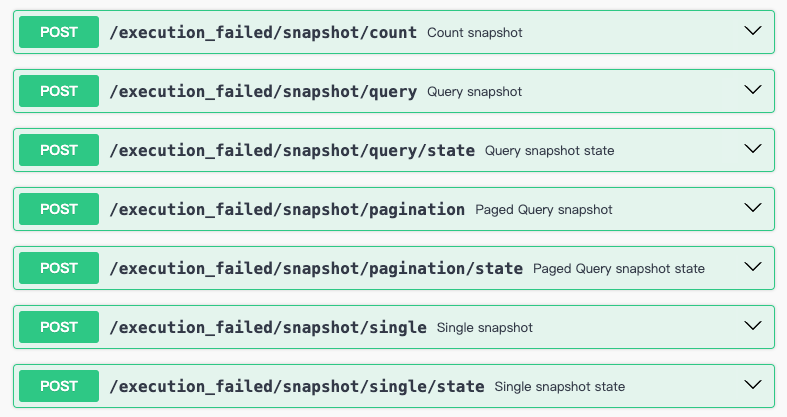 POST /execution_failed/snapshot/count Count snapshot
POST /execution_failed/snapshot/query Query snapshot
POST /execution_failed/snapshot/query/state Query snapshot state
POST /execution_failed/snapshot/pagination Paged Query snapshot
POST /execution_failed/snapshot/pagination/state Paged Query snapshot state
POST /execution_failed/snapshot/single Single snapshot
POST /execution_failed/snapshot/single/state Single snapshot state